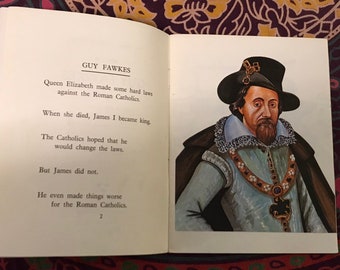 GUY FAWKES
Queen Elizabeth made some hard laws
against the Roman Catholics.
When she died, James I became king.
The Catholics hoped that he
would change the laws.
But James did not.
He even made things worse
for the Roman Catholics.
2